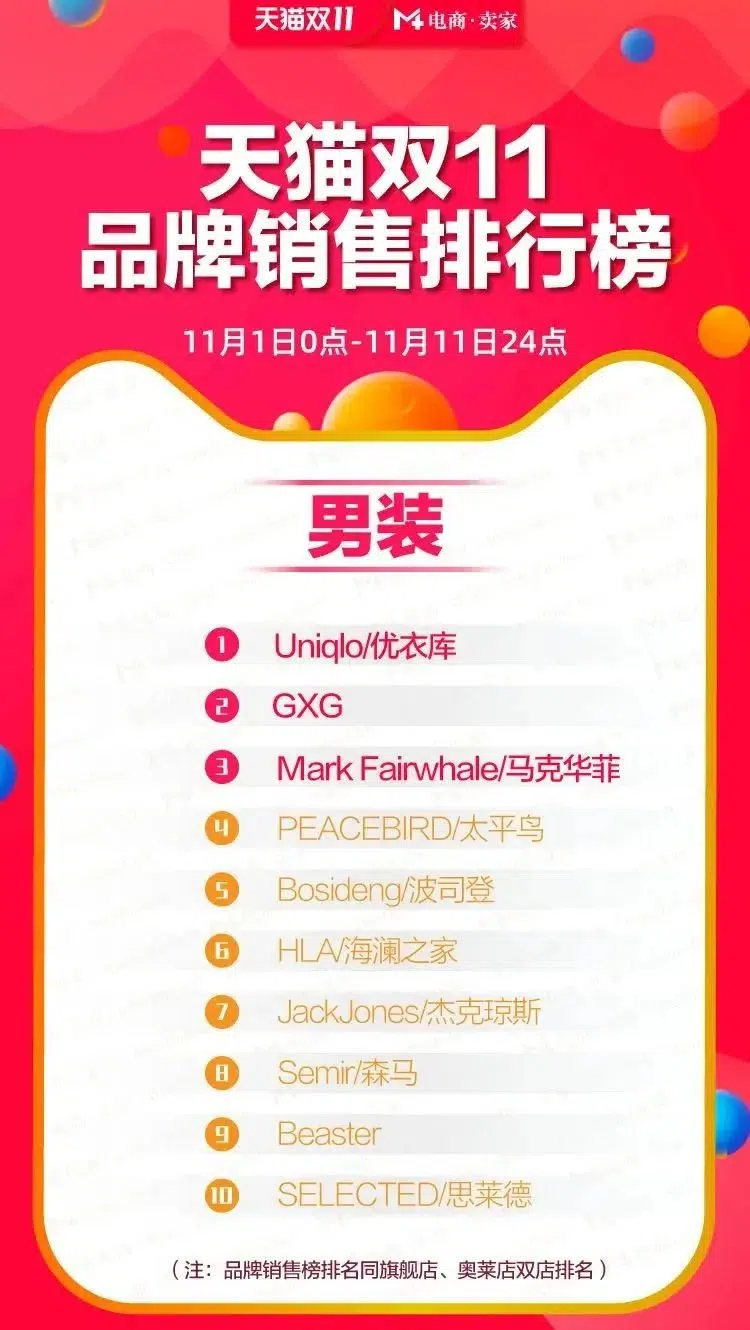 天猫双11 M4电商·卖家
天猫双11
品牌销售排行榜
11月1日0点-11月11日24点
男装
1 Uniqlo/优衣库
2 GXG
3 Mark Fairwhale/马克华菲
4 PEACEBIRD/太平鸟
5 Bosideng/波司登
6 HLA/海澜之家
7 JackJones/杰克琼斯
8 Semir/森马
9 Beaster
10 SELECTED/思莱德
（注：品牌销售榜排名同旗舰店、奥莱店双店排名）